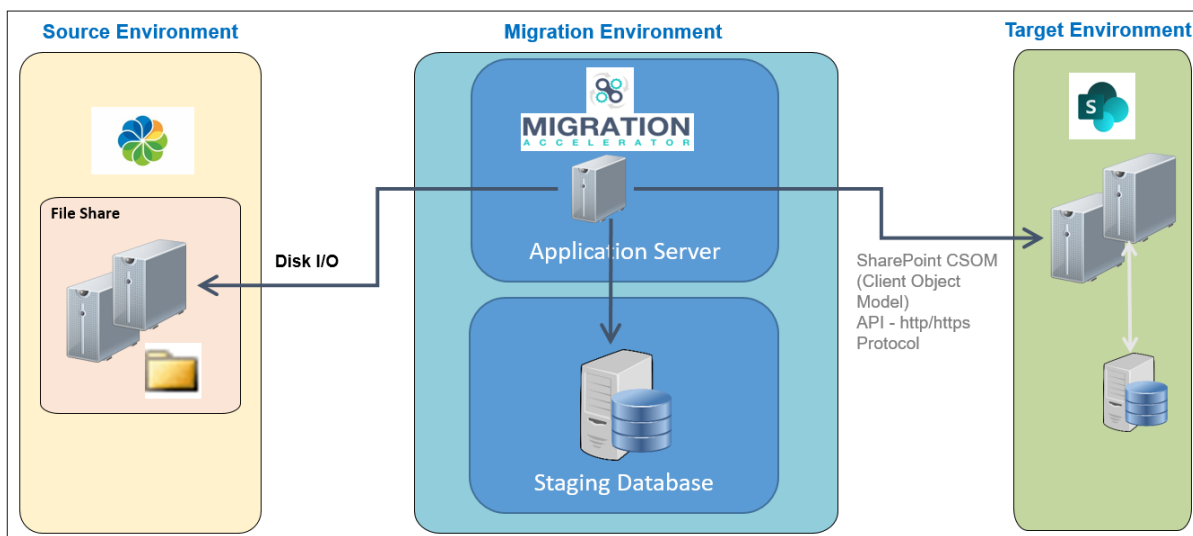 Source Environment
Migration Environment
Target Environment
MIGRATION
ACCELERATOR
S
File Share
Disk I/O
Application Server
SharePoint CSOM
(Client Object
Model)
API - http/https
Protocol
Staging Database